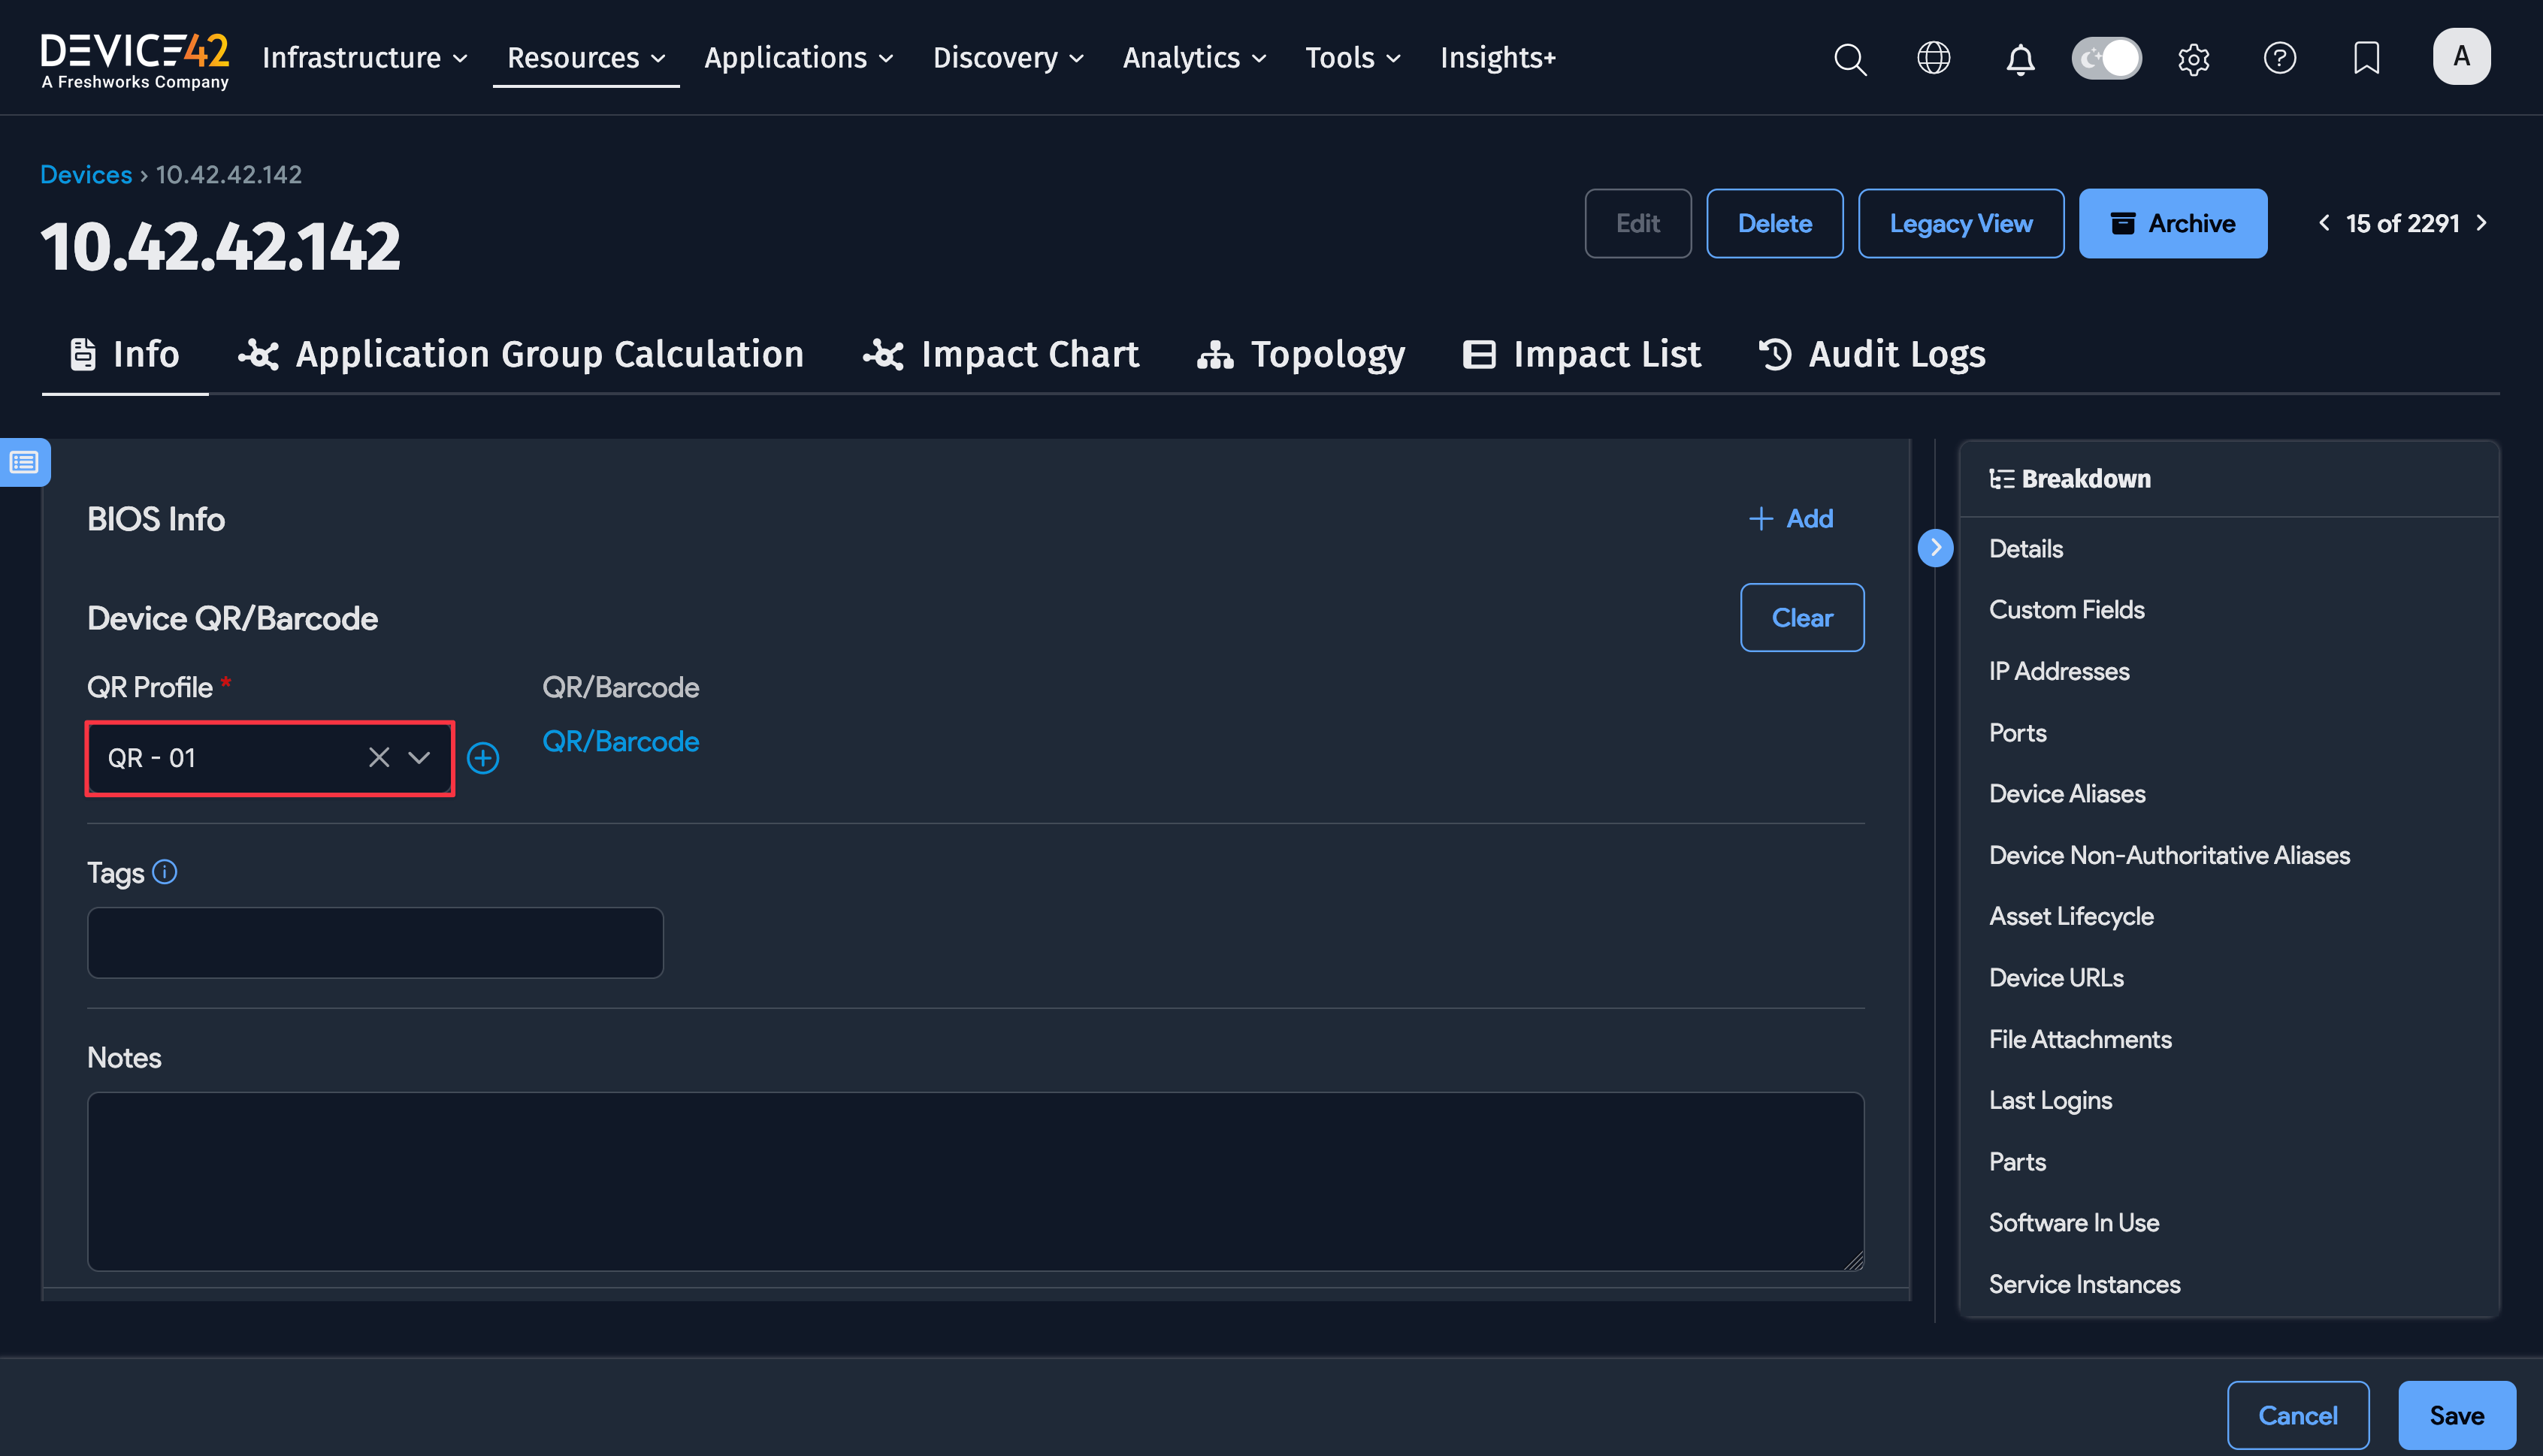 DEVICE42
A Freshworks Company
Infrastructure
Resources
Applications
Discovery
Analytics
Tools
Insights+
A
Devices › 10.42.42.142
10.42.42.142
Edit
Delete
Legacy View
Archive
15 of 2291
Info
Application Group Calculation
Impact Chart
Topology
Impact List
Audit Logs
BIOS Info
Add
Device QR/Barcode
Clear
QR Profile *
QR/Barcode
QR - 01
QR/Barcode
Tags
Notes
Breakdown
Details
Custom Fields
IP Addresses
Ports
Device Aliases
Device Non-Authoritative Aliases
Asset Lifecycle
Device URLs
File Attachments
Last Logins
Parts
Software In Use
Service Instances
Cancel
Save